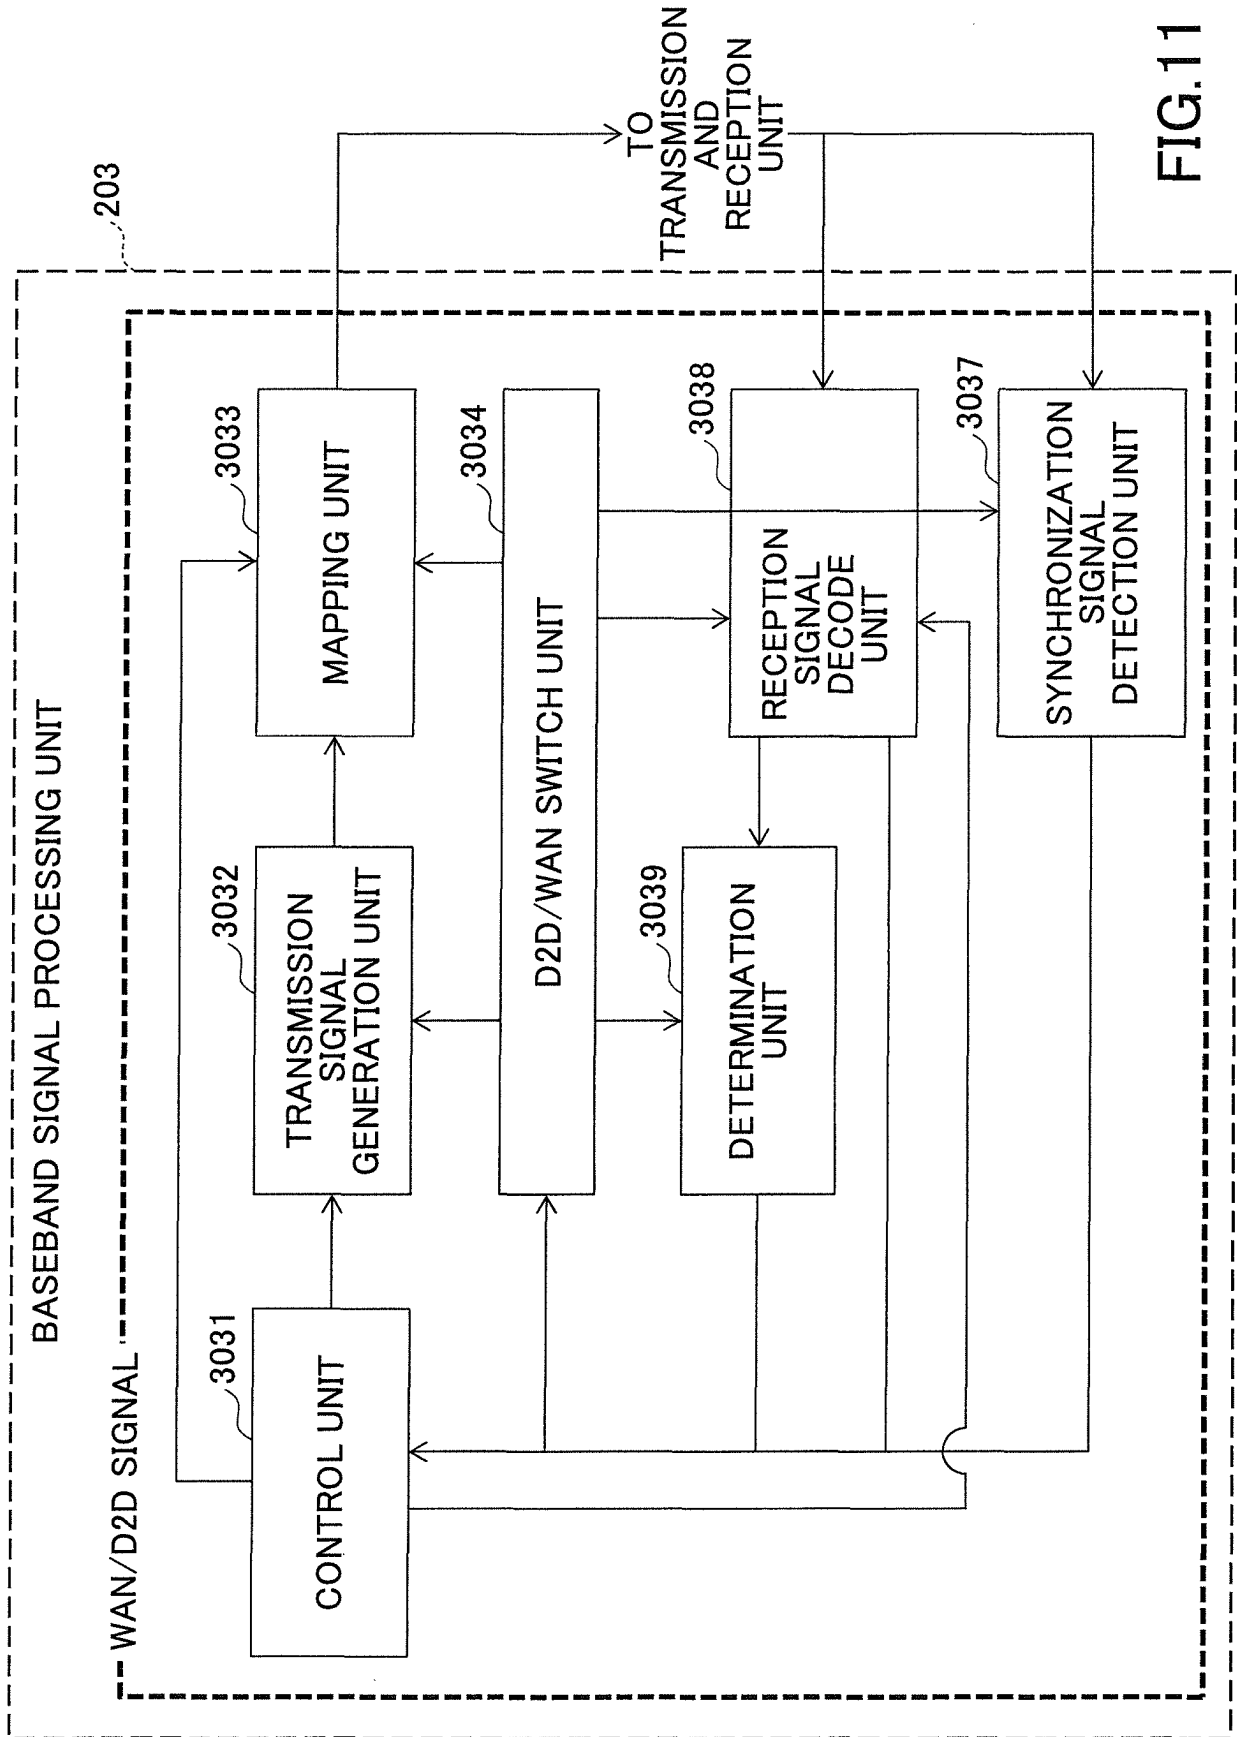 BASEBAND SIGNAL PROCESSING UNIT
203
WAN/D2D SIGNAL
3031
CONTROL UNIT
3032
TRANSMISSION
SIGNAL
GENERATION UNIT
3033
MAPPING UNIT
3034
D2D/WAN SWITCH UNIT
3039
DETERMINATION
UNIT
3038
RECEPTION
SIGNAL
DECODE
UNIT
3037
SYNCHRONIZATION
SIGNAL
DETECTION UNIT
TO
TRANSMISSION
AND
RECEPTION
UNIT
FIG.11